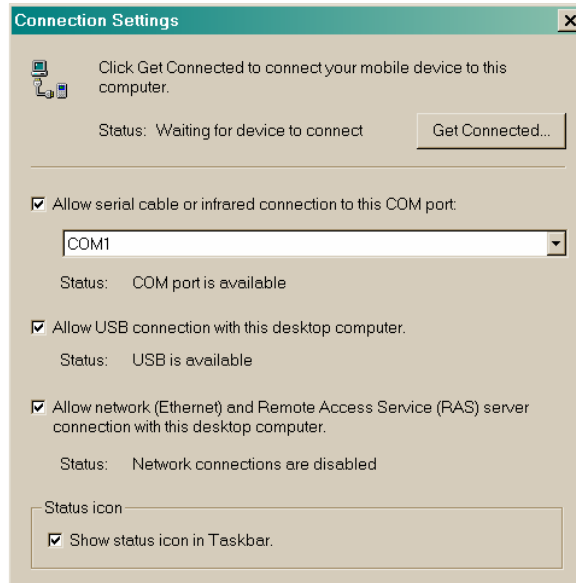 Connection Settings
Click Get Connected to connect your mobile device to this
computer.
Status: Waiting for device to connect
Get Connected...
Allow serial cable or infrared connection to this COM port:
COM1
Status: COM port is available
Allow USB connection with this desktop computer.
Status: USB is available
Allow network (Ethernet) and Remote Access Service (RAS) server
connection with this desktop computer.
Status: Network connections are disabled
Status icon
Show status icon in Taskbar.